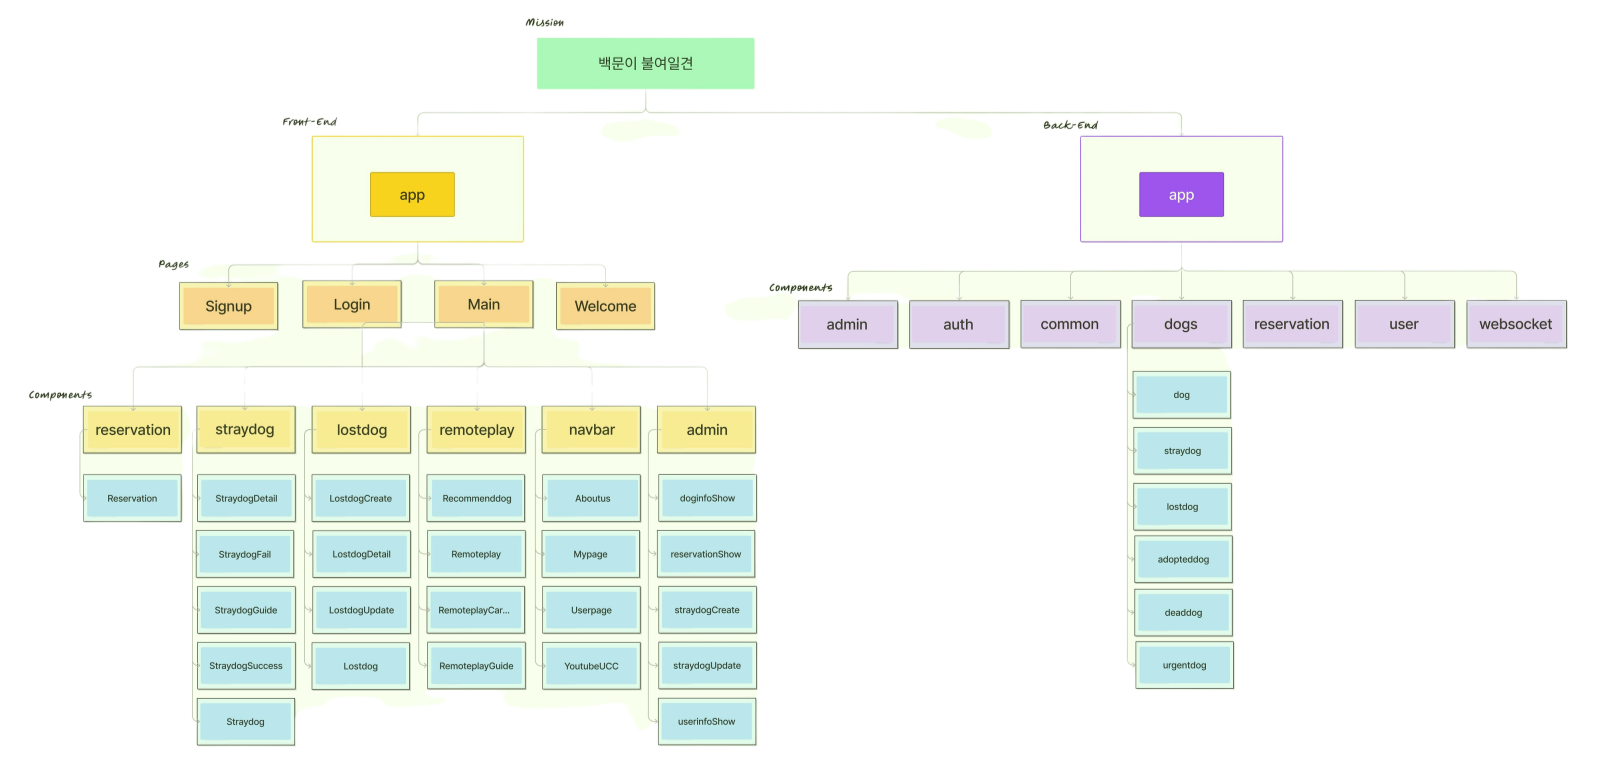 Mission
백문이 불여일견
Front-End
Back-End
app
app
Pages
Signup
Login
Main
Welcome
Components
admin
auth
common
dogs
reservation
user
websocket
dog
straydog
lostdog
adopteddog
deaddog
urgentdog
Components
reservation
straydog
lostdog
remoteplay
navbar
admin
Reservation
StraydogDetail
LostdogCreate
Recommenddog
Aboutus
doginfoShow
StraydogFail
LostdogDetail
Remoteplay
Mypage
reservationShow
StraydogGuide
LostdogUpdate
RemoteplayCar...
Userpage
straydogCreate
StraydogSuccess
Lostdog
RemoteplayGuide
YoutubeUCC
straydogUpdate
Straydog
userinfoShow